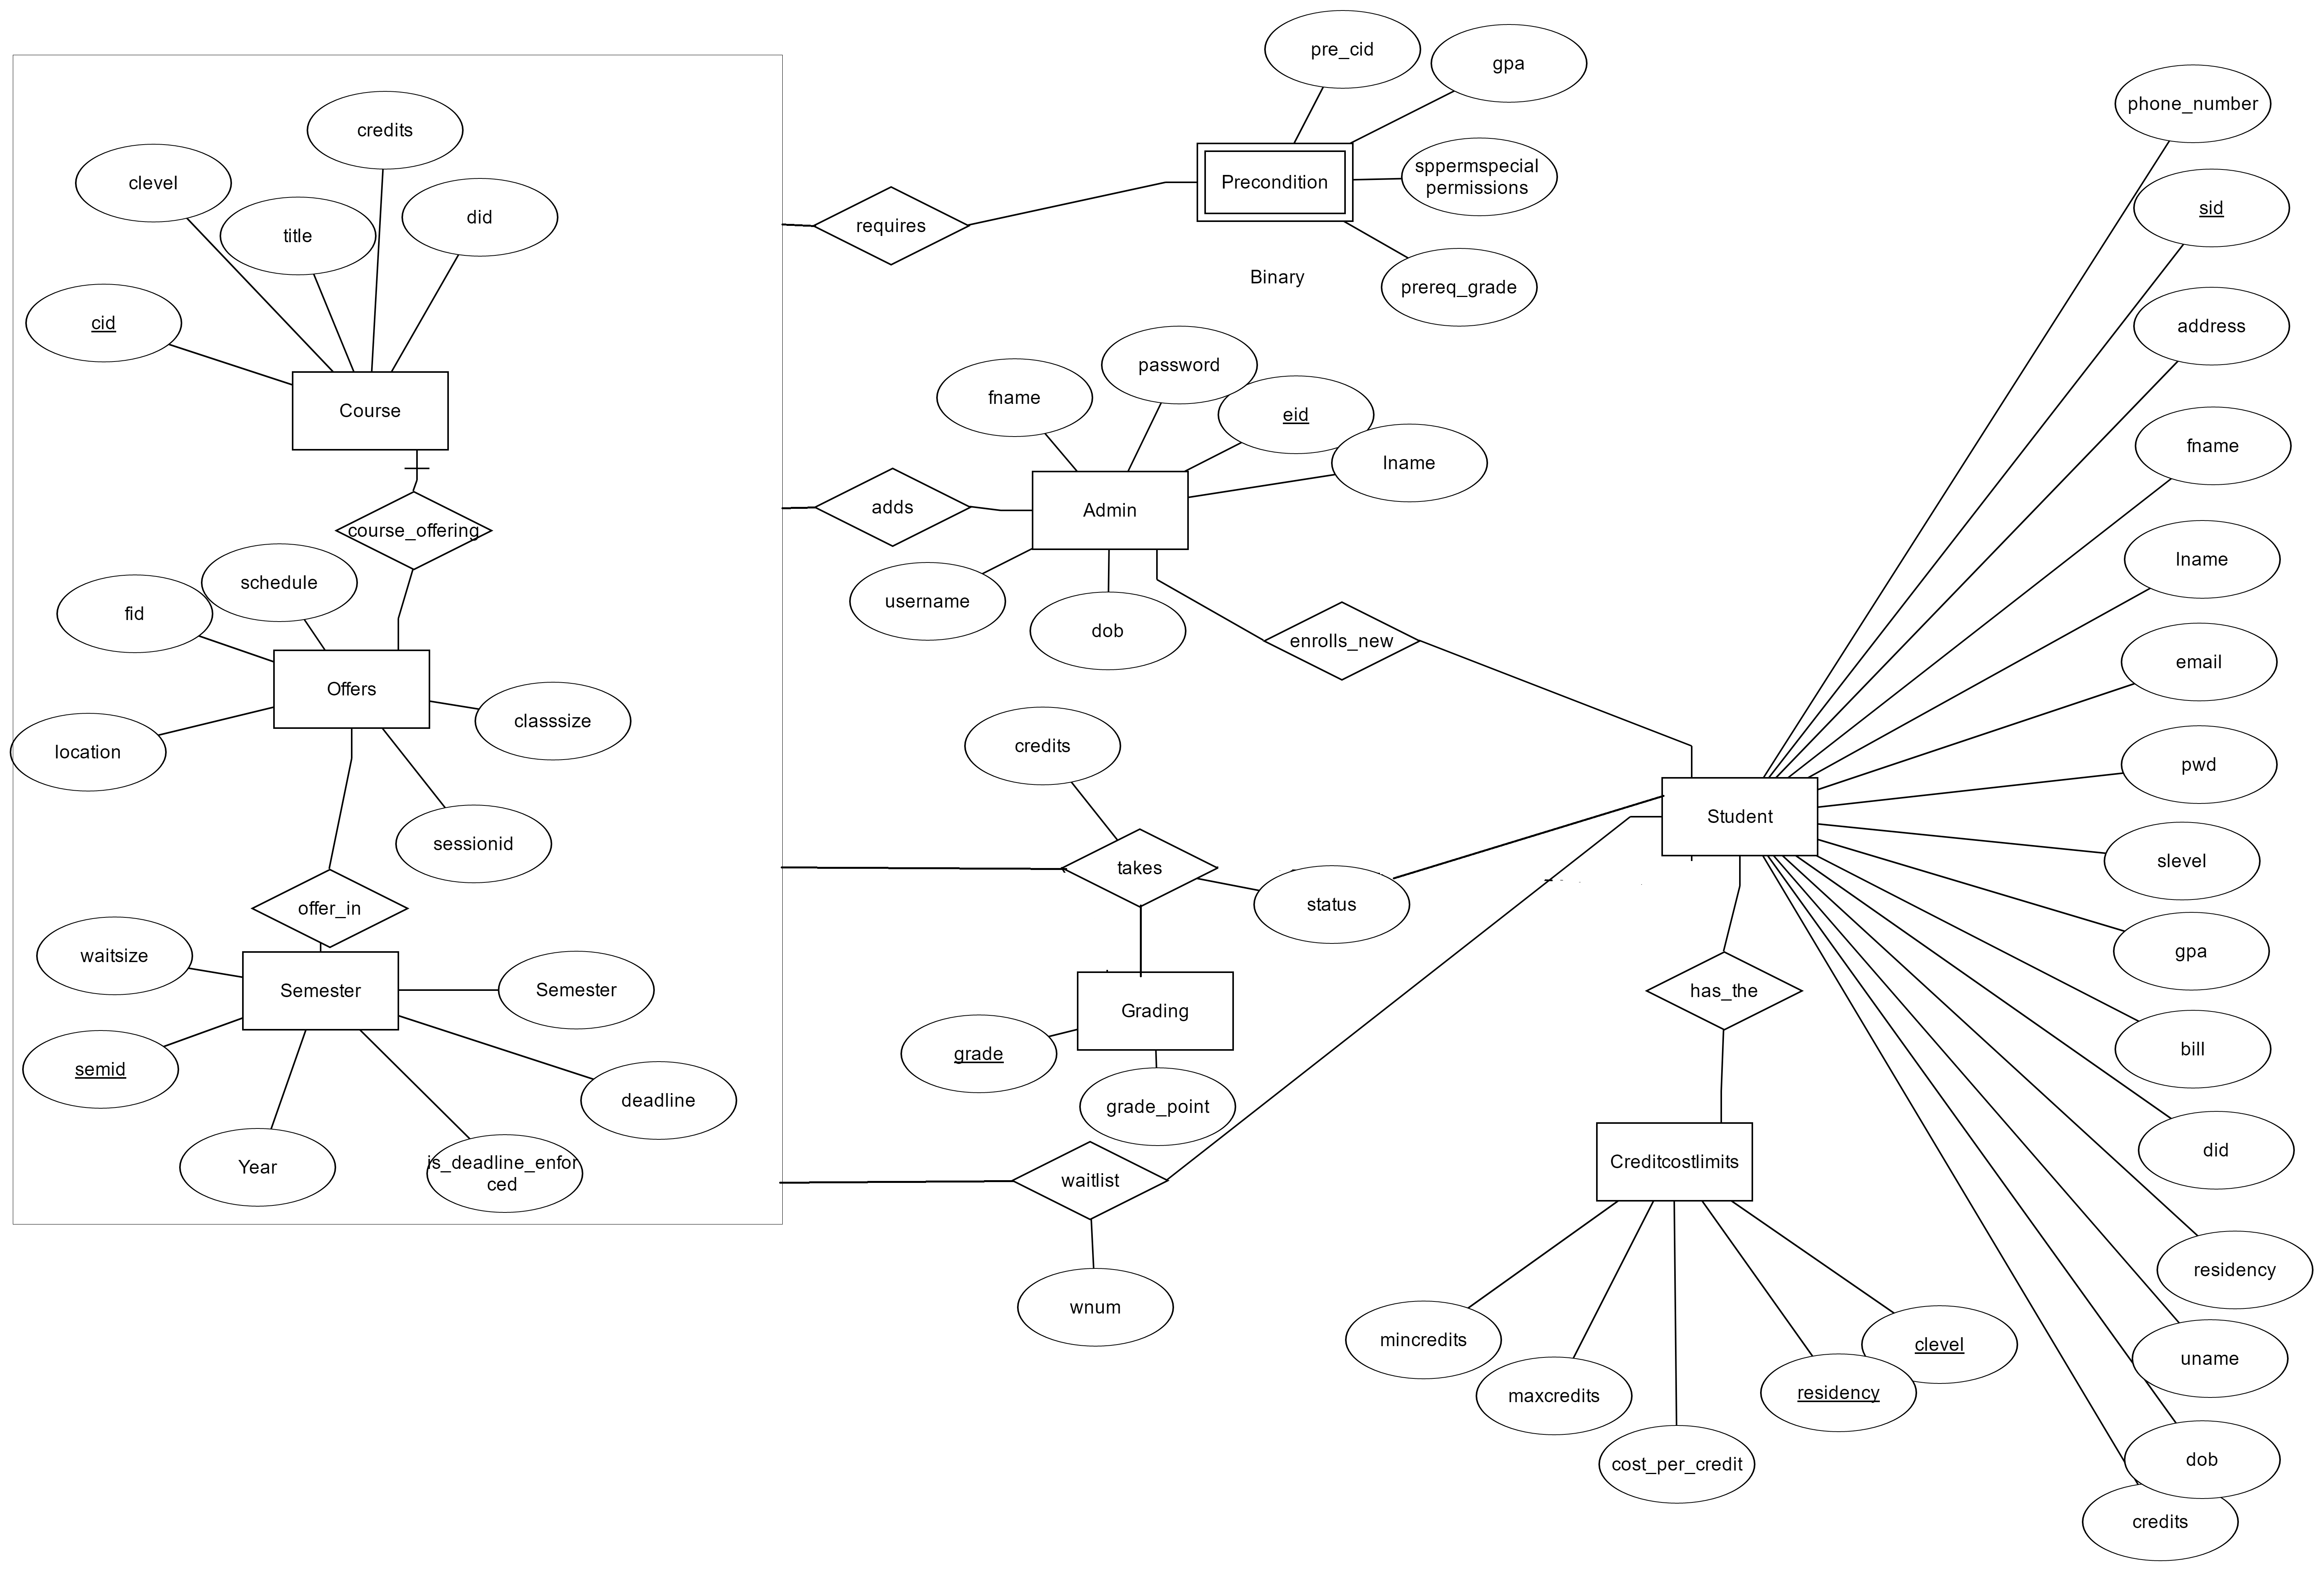 pre_cid
gpa
phone_number
credits
clevel
sppermspecial
permissions
Precondition
sid
did
title
requires
Binary
prereq_grade
cid
address
password
fname
eid
Course
lname
fname
adds
Admin
course_offering
lname
schedule
username
fid
dob
enrolls_new
email
Offers
classsize
location
credits
pwd
Student
sessionid
takes
slevel
offer_in
status
waitsize
Semester
Semester
has_the
gpa
Grading
grade
semid
deadline
grade_point
bill
Year
is_deadline_enfor
ced
waitlist
Creditcostlimits
did
wnum
residency
mincredits
clevel
uname
maxcredits
residency
cost_per_credit
dob
credits